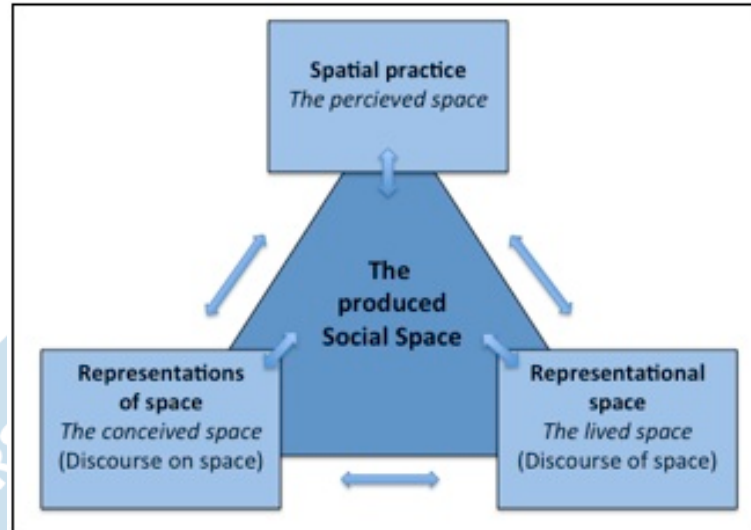 Spatial practice
The percieved space
The
produced
Social Space
Representations
of space
The conceived space
(Discourse on space)
Representational
space
The lived space
(Discourse of space)